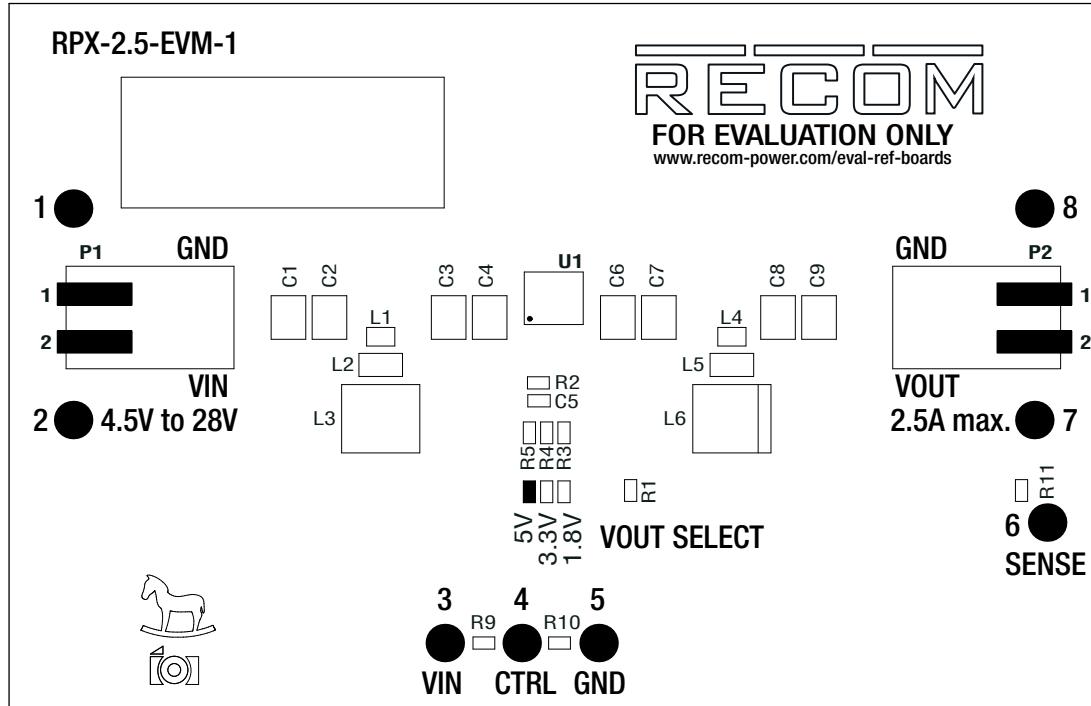 RPX-2.5-EVM-1
RECOM
FOR EVALUATION ONLY
www.recom-power.com/eval-ref-boards
1
8
P1
GND
C1
C2
C3
C4
U1
C6
C7
C8
C9
GND
P2
1
1
2
2
L1
L4
L2
L5
VIN
VOUT
2
4.5V to 28V
L3
L6
2.5A max.
7
R2
C5
R5
R4
R3
R1
R11
5V
3.3V
1.8V
VOUT SELECT
6
SENSE
3
4
5
R9
R10
VIN
CTRL
GND